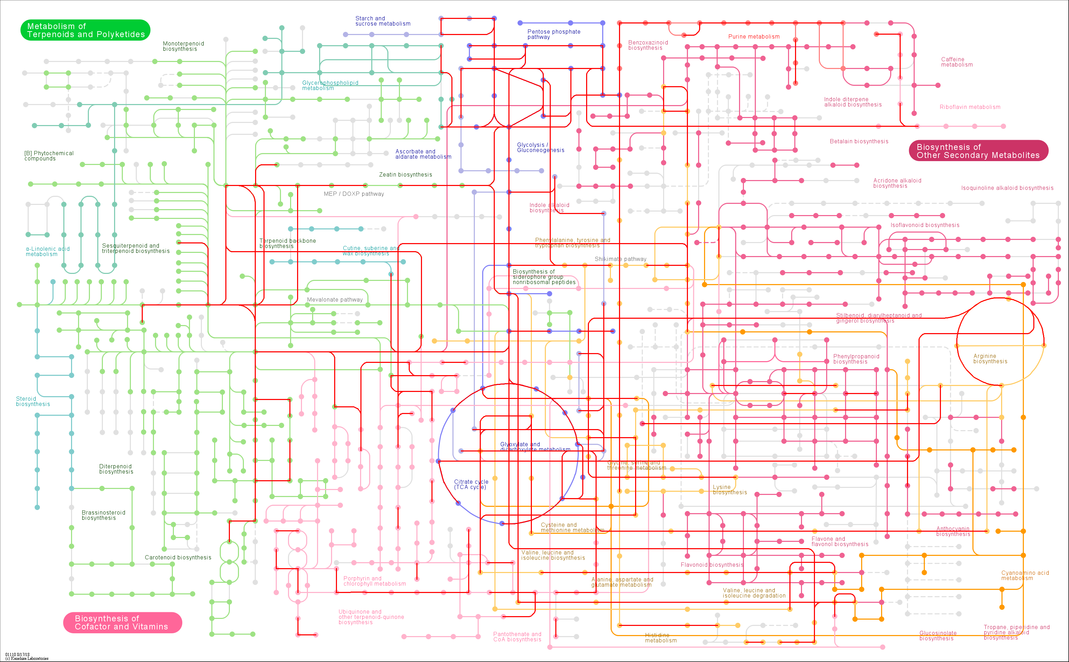 Metabolism of
Terpenoids and Polyketides
Starch and
sucrose metabolism
Pentose phosphate
pathway
Purine metabolism
Monoterpenoid
biosynthesis
Benzoxazinoid
biosynthesis
Caffeine
metabolism
Glycerophospholipid
metabolism
Indole diterpene
alkaloid biosynthesis
Riboflavin metabolism
Betalain biosynthesis
Glycolysis /
Gluconeogenesis
Ascorbate and
aldarate metabolism
Biosynthesis of
Other Secondary Metabolites
[B] Phytochemical
compounds
Zeatin biosynthesis
Acridone alkaloid
biosynthesis
Isoquinoline alkaloid biosynthesis
MEP / DOXP pathway
Indole alkaloid
biosynthesis
Isoflavonoid biosynthesis
Terpenoid backbone
biosynthesis
Phenylalanine, tyrosine and
tryptophan biosynthesis
α-Linolenic acid
metabolism
Sesquiterpenoid and
triterpenoid biosynthesis
Cutine, suberine and
wax biosynthesis
Shikimate pathway
Biosynthesis of
siderophore group
nonribosomal peptides
Mevalonate pathway
Stilbenoid, diarylheptanoid and
gingerol biosynthesis
Phenylpropanoid
biosynthesis
Arginine
biosynthesis
Steroid
biosynthesis
Glyoxylate and
dicarboxylate metabolism
Diterpenoid
biosynthesis
Glycine, serine and
threonine metabolism
Citrate cycle
(TCA cycle)
Lysine
biosynthesis
Brassinosteroid
biosynthesis
Cysteine and
methionine metabolism
Anthocyanin
biosynthesis
Flavone and
flavonol biosynthesis
Carotenoid biosynthesis
Valine, leucine and
isoleucine biosynthesis
Flavonoid biosynthesis
Porphyrin and
chlorophyll metabolism
Alanine, aspartate and
glutamate metabolism
Cyanoamino acid
metabolism
Valine, leucine and
isoleucine degradation
Biosynthesis of
Cofactor and Vitamins
Ubiquinone and
other terpenoid-quinone
biosynthesis
Pantothenate and
CoA biosynthesis
Histidine
metabolism
Glucosinolate
biosynthesis
Tropane, piperidine and
pyridine alkaloid
biosynthesis
(c) Kanehisa Laboratories